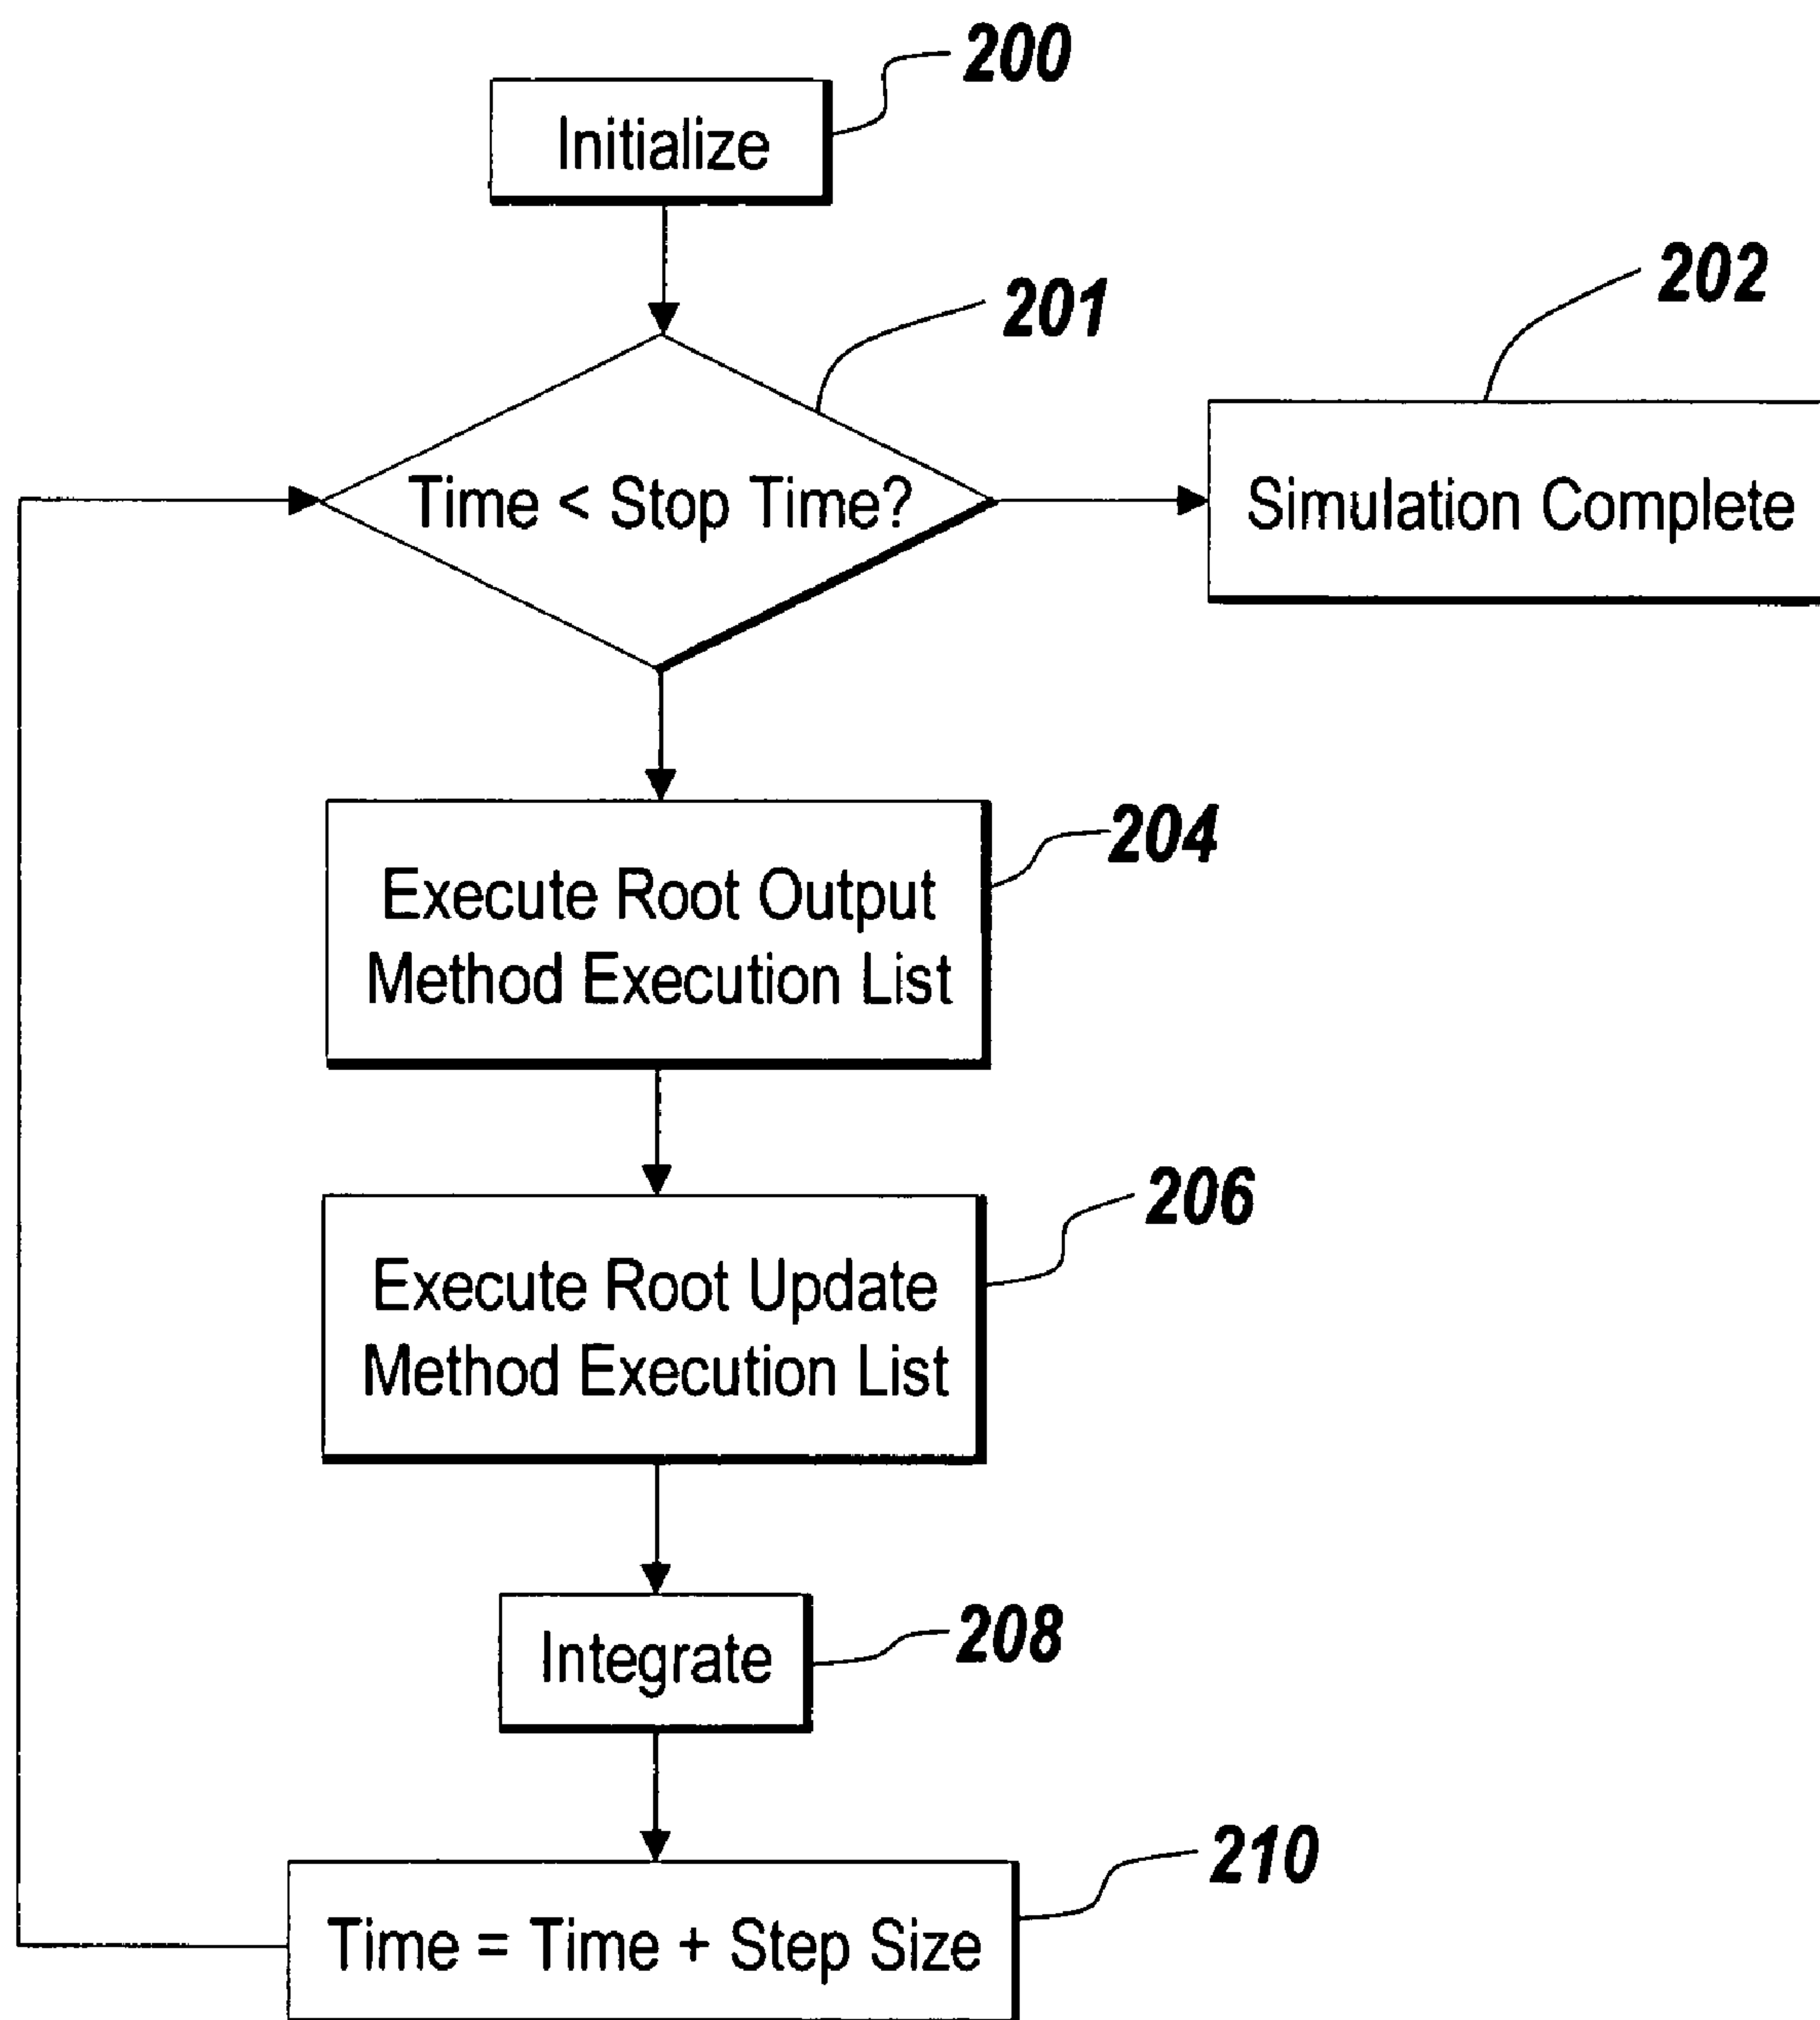 200
Initialize
201
202
Time < Stop Time?
Simulation Complete
204
Execute Root Output
Method Execution List
206
Execute Root Update
Method Execution List
208
Integrate
210
Time = Time + Step Size